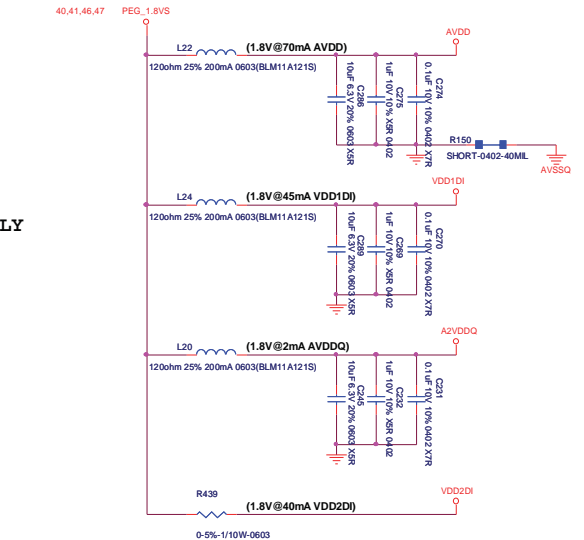 40,41,46,47 PEG_1.8VS
AVDD
L22 (1.8V@70mA AVDD)
120ohm 25% 200mA 0603(BLM11A121S)
C286
10uF 6.3V 20% 0603 X5R
C275
1uF 10V 10% X5R 0402
C274
0.1uF 10V 10% 0402 X7R
R150
SHORT-0402-40MIL
AVSSQ
VDD1DI
L24 (1.8V@45mA VDD1DI)
120ohm 25% 200mA 0603(BLM11A121S)
LY
C289
10uF 6.3V 20% 0603 X5R
C269
1uF 10V 10% X5R 0402
C270
0.1uF 10V 10% 0402 X7R
A2VDDQ
L20 (1.8V@2mA AVDDQ)
120ohm 25% 200mA 0603(BLM11A121S)
C245
10uF 6.3V 20% 0603 X5R
C232
1uF 10V 10% X5R 0402
C231
0.1uF 10V 10% 0402 X7R
VDD2DI
R439 (1.8V@40mA VDD2DI)
0-5%-1/10W-0603